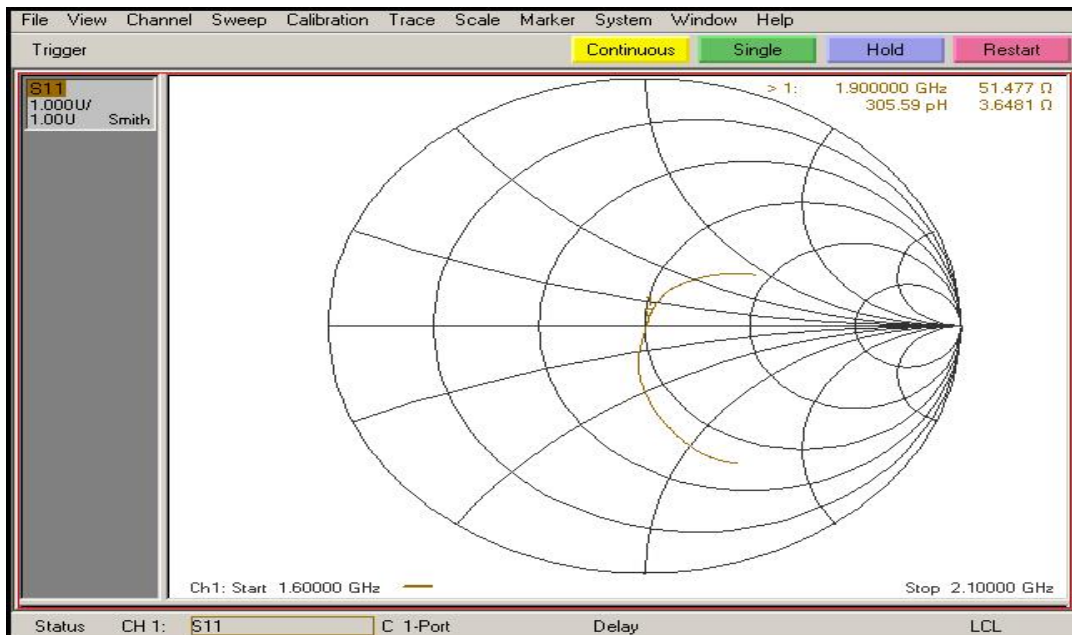 File View Channel Sweep Calibration Trace Scale Marker System Window Help
Trigger Continuous Single Hold Restart
S11
1.000U/
1.00U Smith
> 1: 1.900000 GHz 51.477 Ω
305.59 pH 3.6481 Ω
Ch1: Start 1.60000 GHz Stop 2.10000 GHz
Status CH 1: S11 C 1-Port Delay LCL